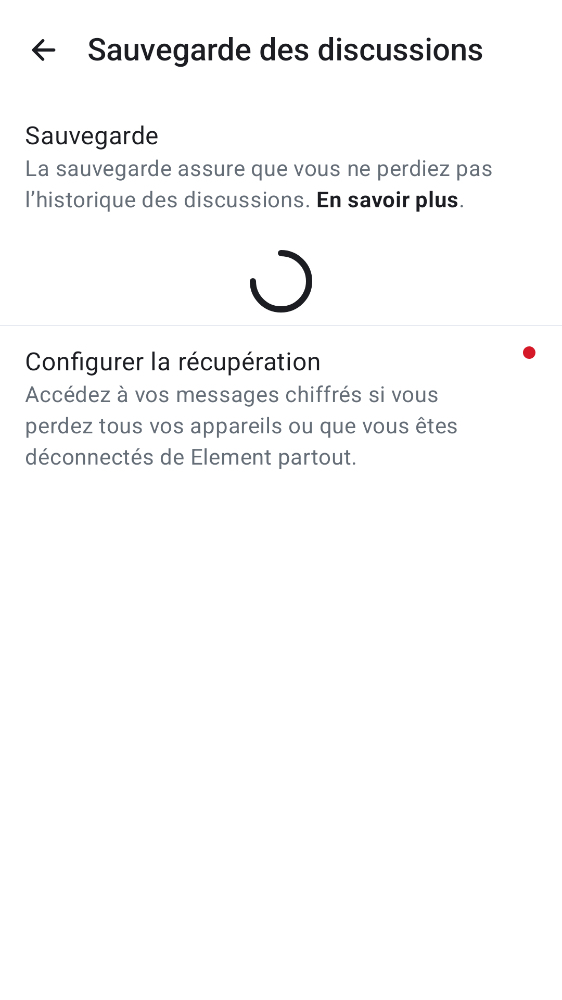 Sauvegarde des discussions
Sauvegarde
La sauvegarde assure que vous ne perdiez pas
l’historique des discussions. En savoir plus.
Configurer la récupération
Accédez à vos messages chiffrés si vous
perdez tous vos appareils ou que vous êtes
déconnectés de Element partout.